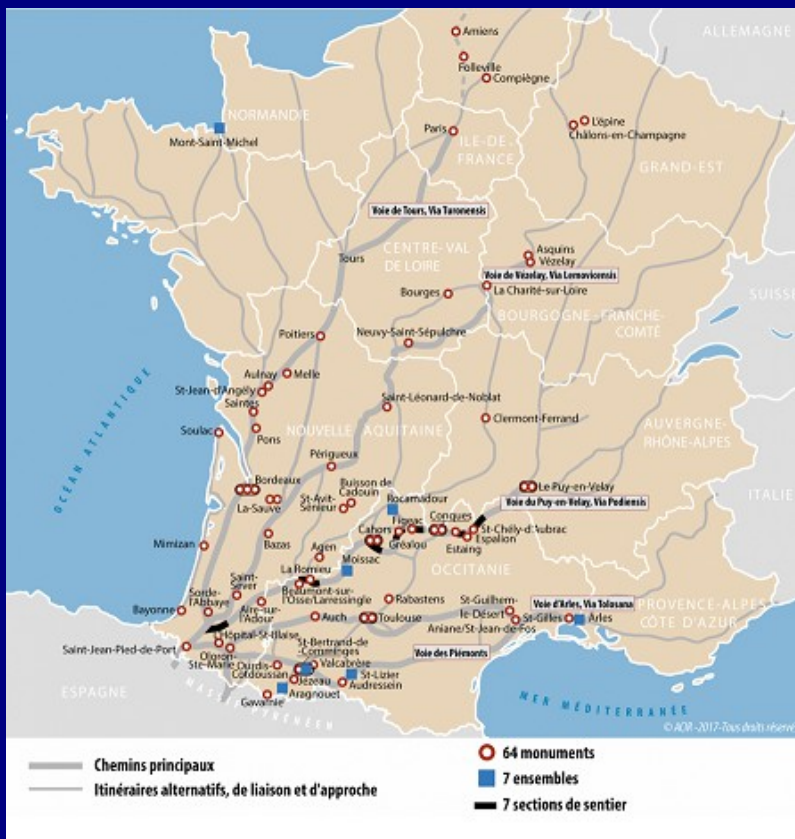 Amiens
ALLEMAGNE
Folleville
Compiègne
NORMANDIE
L'épine
Châlons-en-Champagne
Paris
Mont-Saint-Michel
ILE-DE-
FRANCE
GRAND-EST
Voie de Tours, Via Turonensis
CENTRE-VAL
DE LOIRE
Tours
Asquins
Vézelay
Voie de Vézelay, Via Lemovicensis
Bourges
La Charité-sur-Loire
SUISSE
BOURGOGNE-FRANCHE-
COMTÉ
Poitiers
Neuvy-Saint-Sépulchre
Aulnay
Melle
St-Jean-d'Angély
Saintes
Saint-Léonard-de-Noblat
Clermont-Ferrand
Soulac
Pons
NOUVELLE AQUITAINE
AUVERGNE-
RHÔNE-ALPES
OCÉAN ATLANTIQUE
Périgueux
Bordeaux
Buisson de
Cadouin
St-Avit-
Sénieur
Rocamadour
Le Puy-en-Velay
Voie du Puy-en-Velay, Via Podiensis
ITALIE
La-Sauve
Figeac
Conques
Cahors
Gréalou
St-Chély-d'Aubrac
Espalion
Estaing
Mimizan
Bazas
Agen
Moissac
La Romieu
OCCITANIE
Saint-
Sever
Beaumont-sur-
l'Osse/Larressingle
Sorde-
l'Abbaye
Aire-sur-
l'Adour
Rabastens
St-Guilhem-
le-Désert
Voie d'Arles, Via Tolosana
PROVENCE-ALPES
CÔTE D'AZUR
Bayonne
Auch
Toulouse
St-Gilles
Arles
Aniane/St-Jean-de-Fos
L'Hôpital-St-Blaise
St-Bertrand-de-
Comminges
Saint-Jean-Pied-de-Port
Oloron-
Ste-Marie
Ourdis-
Cotdoussan
Valcabrère
Voie des Piémonts
Jézeau
St-Lizier
Audressein
ESPAGNE
MASSIF PYRÉNÉEN
Gavarnie
Aragnouet
MER MÉDITERRANÉE
© ACIR -2017-Tous droits réservé
Chemins principaux
Itinéraires alternatifs, de liaison et d'approche
64 monuments
7 ensembles
7 sections de sentier